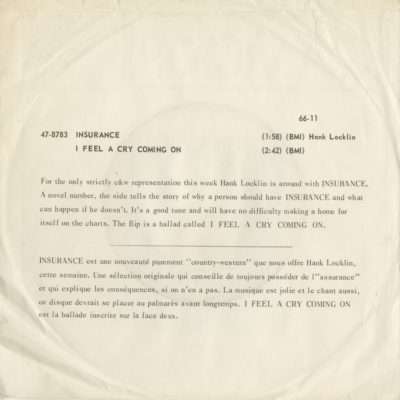 66-11
47-8783 INSURANCE (1:58) (BMI) Hank Locklin
I FEEL A CRY COMING ON (2:42) (BMI)
For the only strictly c&w representation this week Hank Locklin is around with INSURANCE.
A novel number, the side tells the story of why a person should have INSURANCE and what
can happen if he doesn't. It's a good tune and will have no difficulty making a home for
itself on the charts. The flip is a ballad called I FEEL A CRY COMING ON.
INSURANCE est une nouveauté purement "country-western" que nous offre Hank Locklin,
cette semaine. Une sélection originale qui conseille de toujours posséder de l'"assurance"
et qui explique les conséquences, si on n'en a pas. La musique est jolie et le chant aussi,
ce disque devrait se placer au palmarès avant longtemps. I FEEL A CRY COMING ON
est la ballade inscrite sur la face deux.